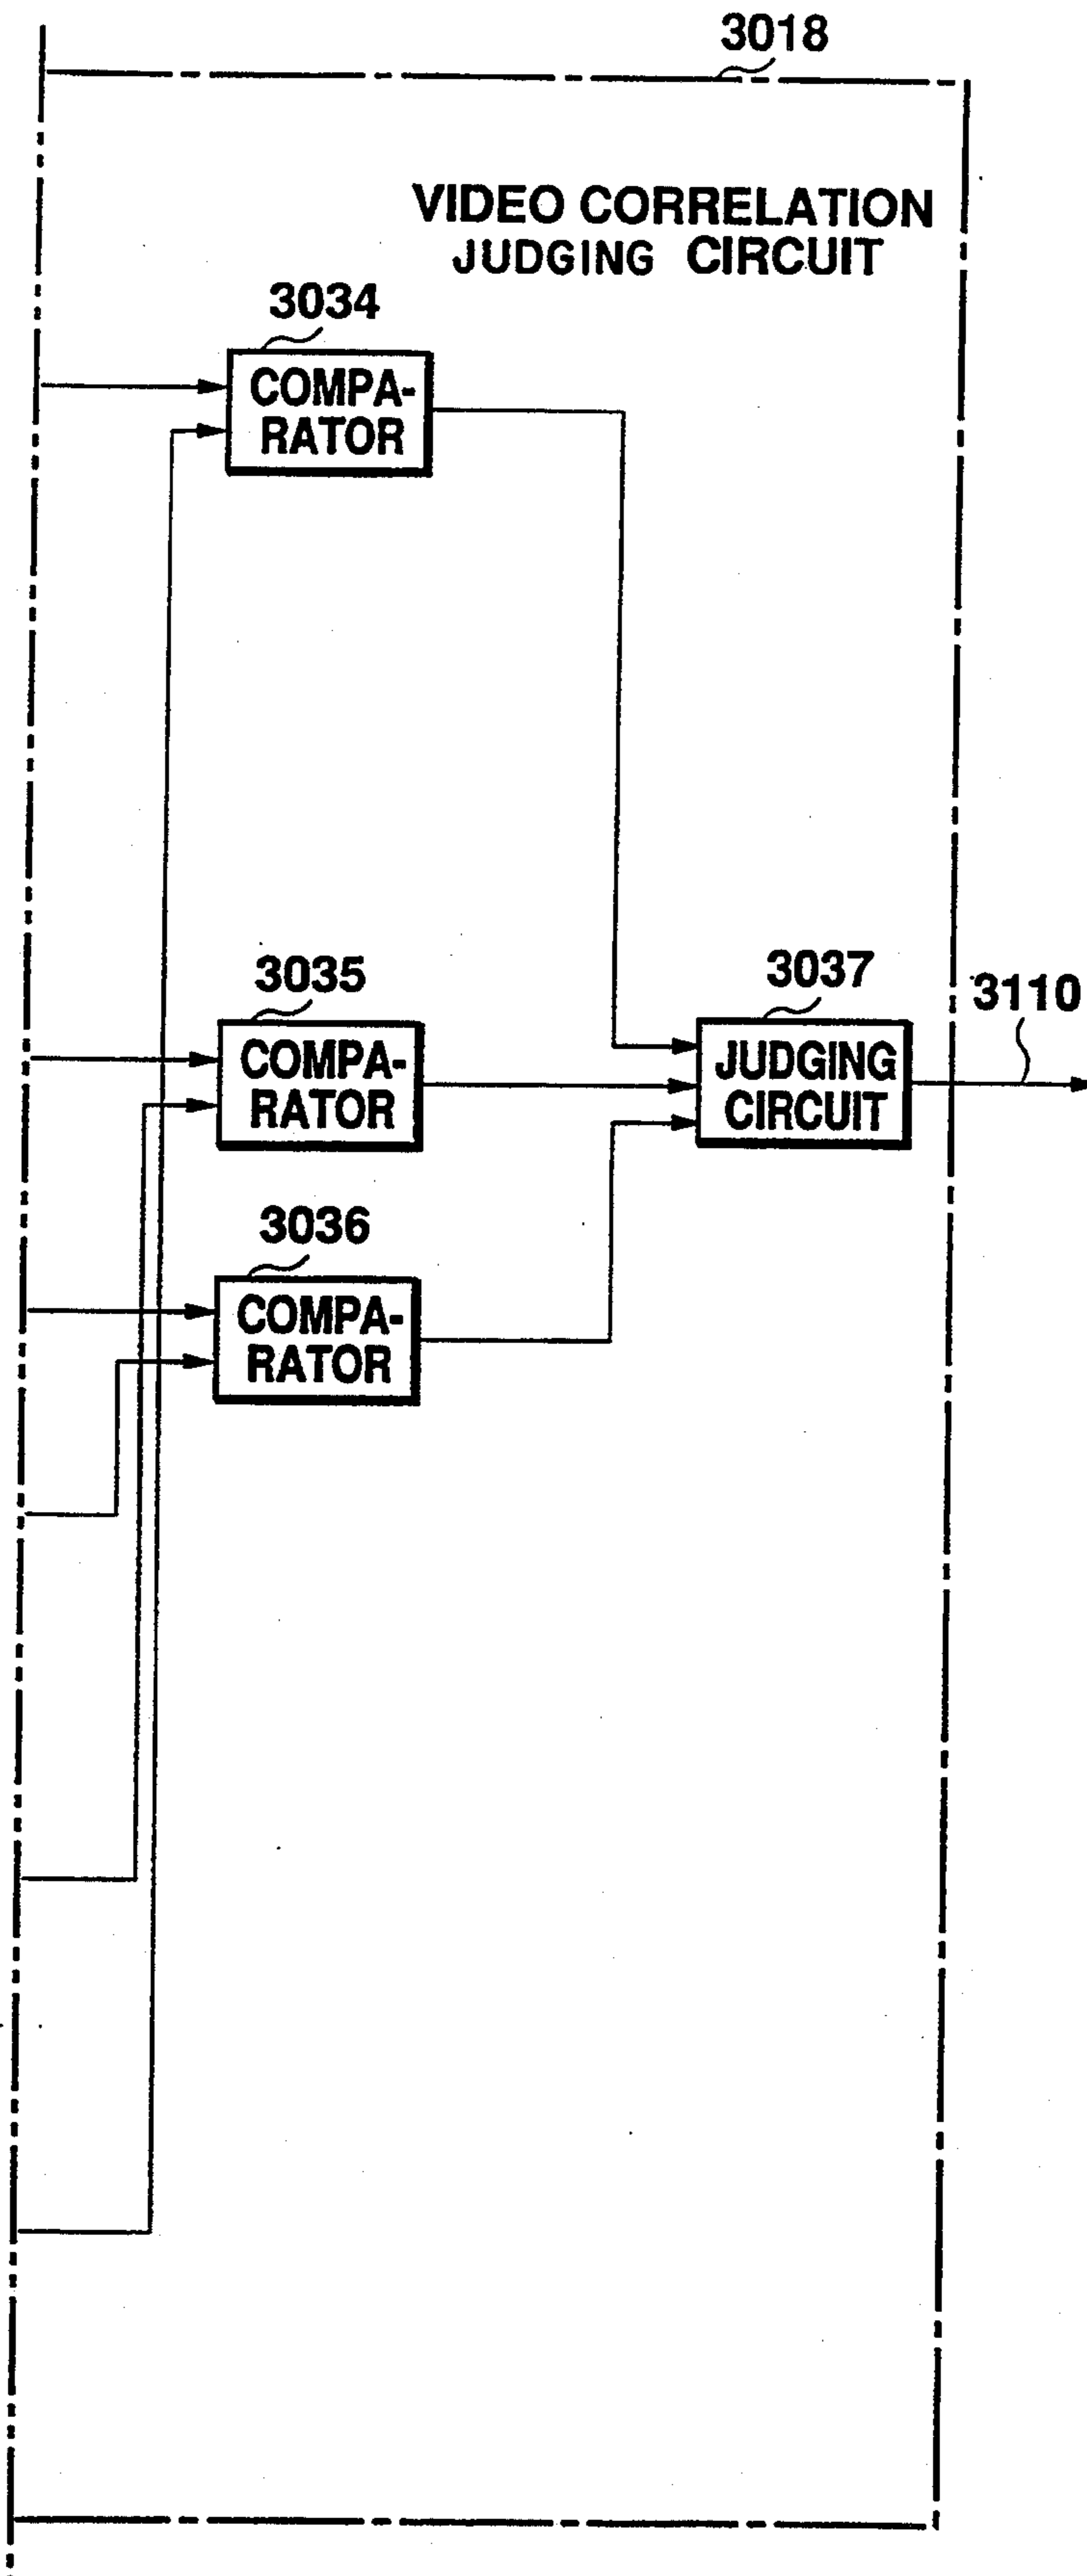 3018
VIDEO CORRELATION
JUDGING CIRCUIT
3034
COMPA-
RATOR
3035
COMPA-
RATOR
3037
JUDGING
CIRCUIT
3110
3036
COMPA-
RATOR